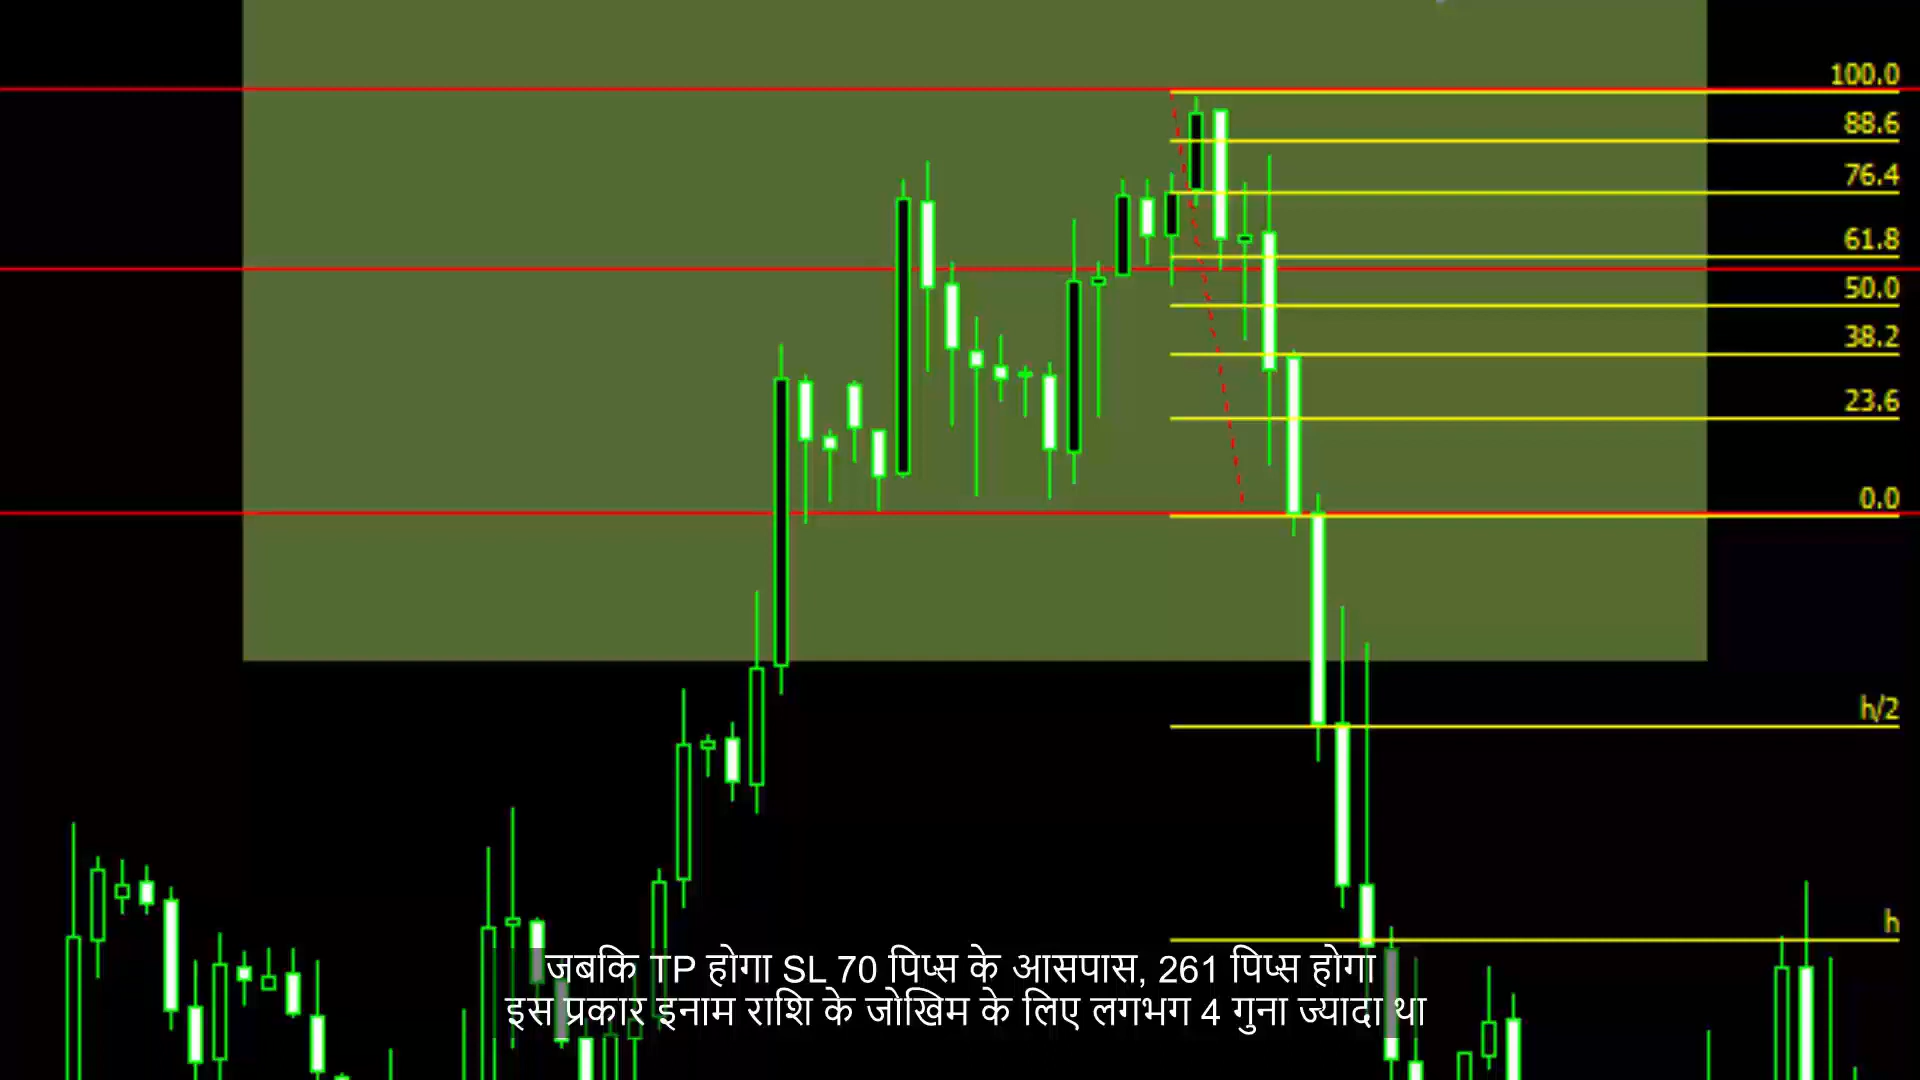 100.0
88.6
76.4
61.8
50.0
38.2
23.6
0.0
h/2
h
जबकि TP होगा SL 70 पिप्स के आसपास, 261 पिप्स होगा
इस प्रकार इनाम राशि के जोखिम के लिए लगभग 4 गुना ज्यादा था